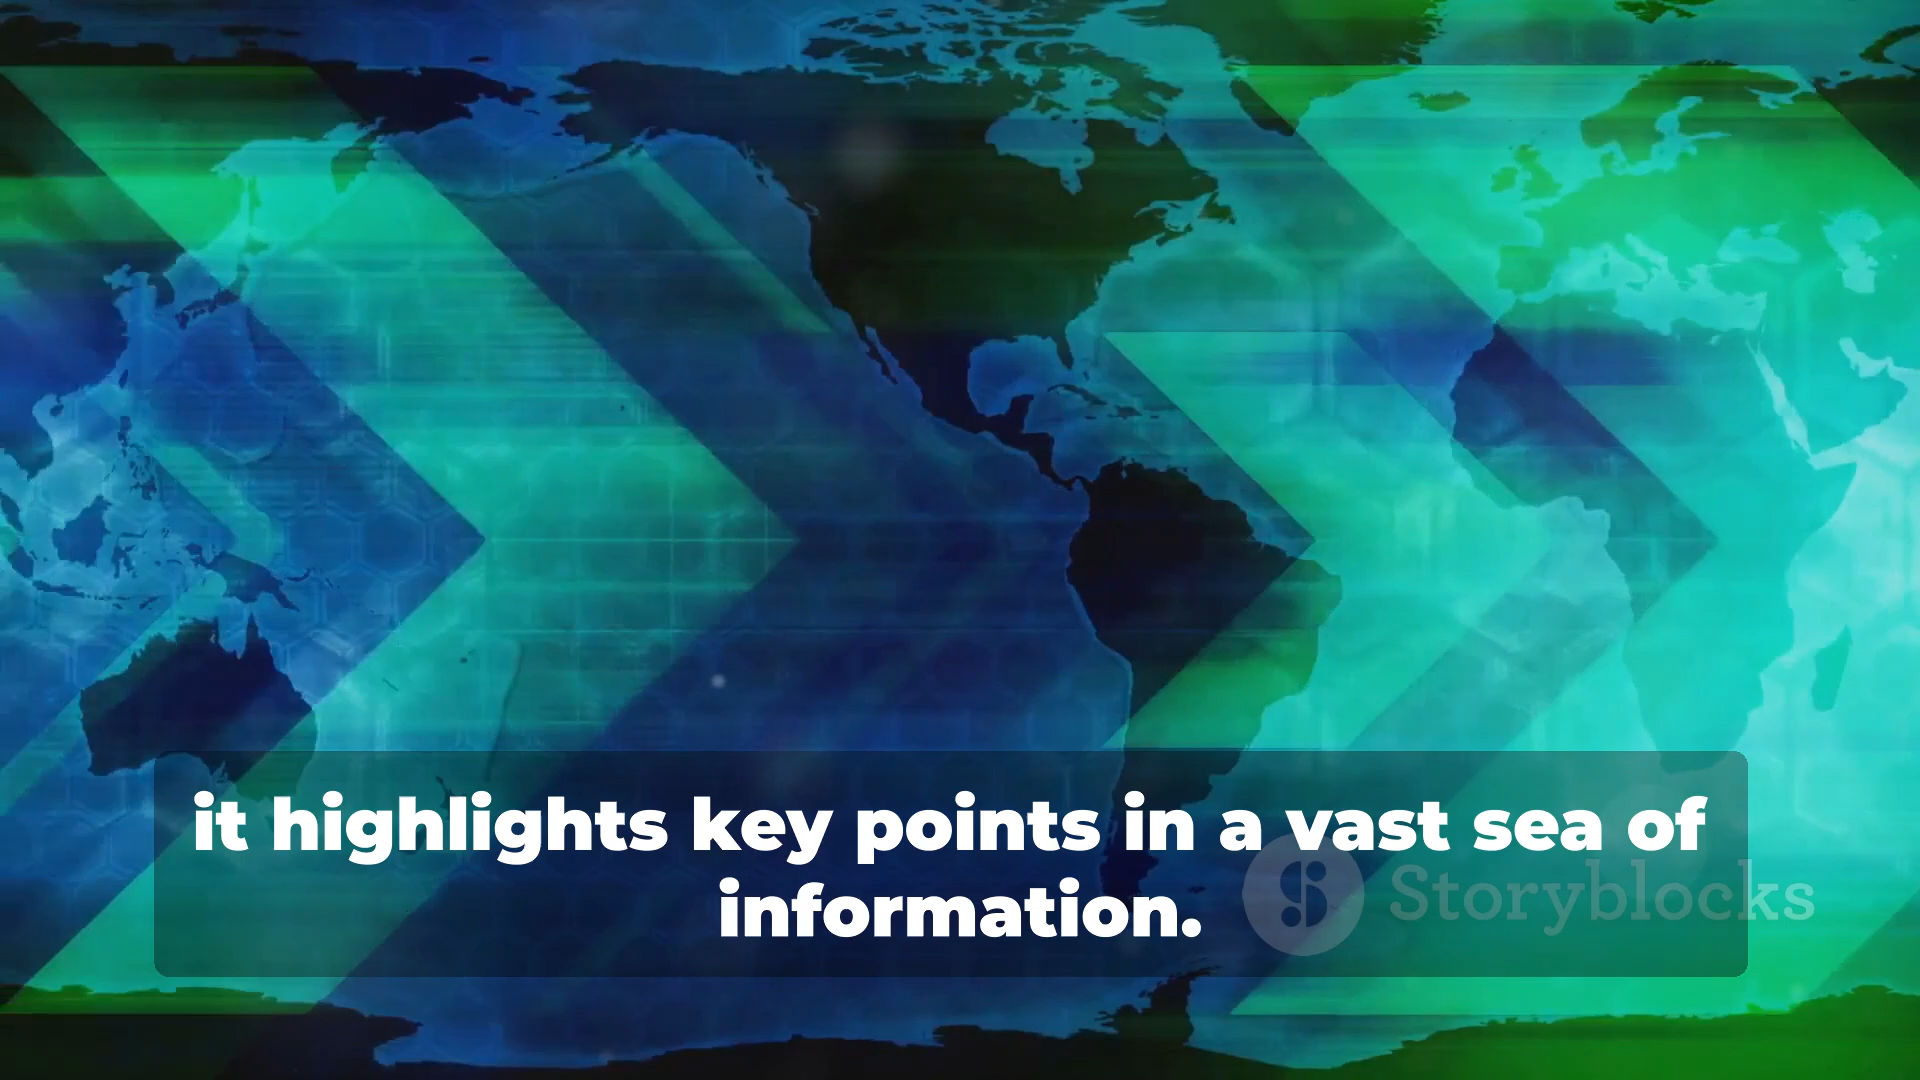 it highlights key points in a vast sea of
information.
Storyblocks